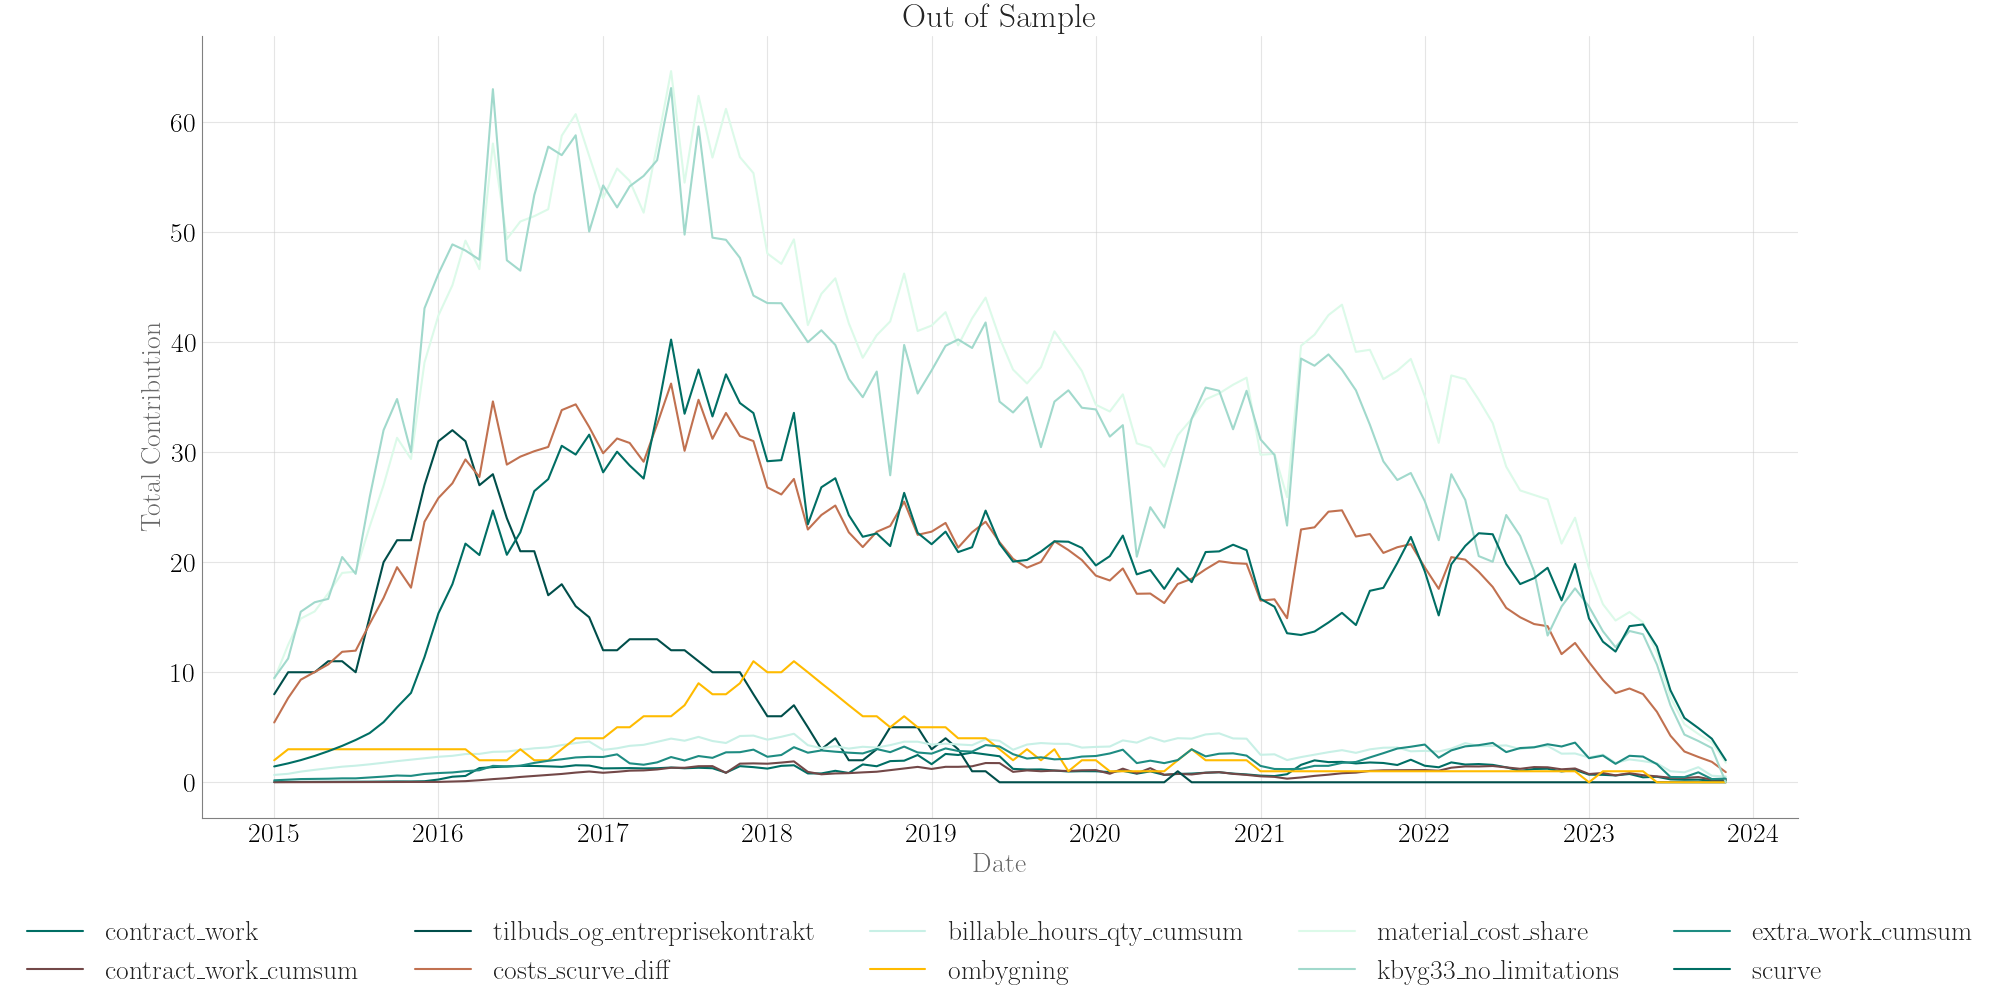 Out of Sample
Total Contribution
60
50
40
30
20
10
0
2015 2016 2017 2018 2019 2020 2021 2022 2023 2024
Date
contract_work tilbuds_og_entreprisekontrakt billable_hours_qty_cumsum material_cost_share extra_work_cumsum
contract_work_cumsum costs_scurve_diff ombygning kbyg33_no_limitations scurve